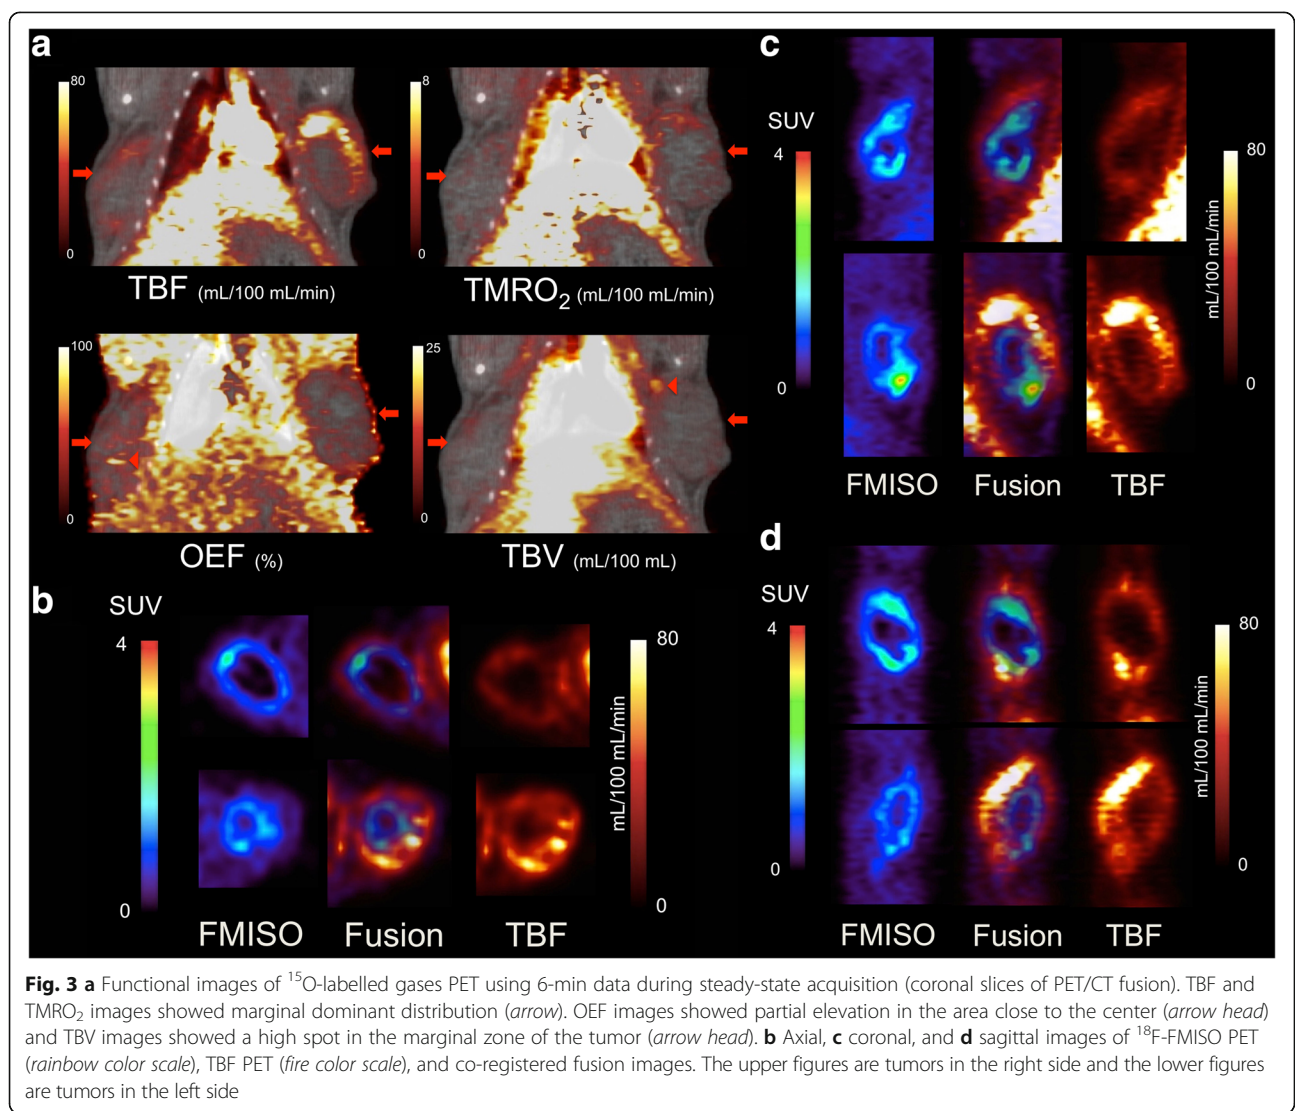 a
80
0
TBF (mL/100 mL/min)
8
0
TMRO₂ (mL/100 mL/min)
100
0
OEF (%)
25
0
TBV (mL/100 mL)
b
SUV
4
0
80
0
mL/100 mL/min
FMISO Fusion TBF
c
SUV
4
0
80
0
mL/100 mL/min
FMISO Fusion TBF
d
SUV
4
0
80
0
mL/100 mL/min
FMISO Fusion TBF
Fig. 3 a Functional images of ¹⁵O-labelled gases PET using 6-min data during steady-state acquisition (coronal slices of PET/CT fusion). TBF and
TMRO₂ images showed marginal dominant distribution (arrow). OEF images showed partial elevation in the area close to the center (arrow head)
and TBV images showed a high spot in the marginal zone of the tumor (arrow head). b Axial, c coronal, and d sagittal images of ¹⁸F-FMISO PET
(rainbow color scale), TBF PET (fire color scale), and co-registered fusion images. The upper figures are tumors in the right side and the lower figures
are tumors in the left side